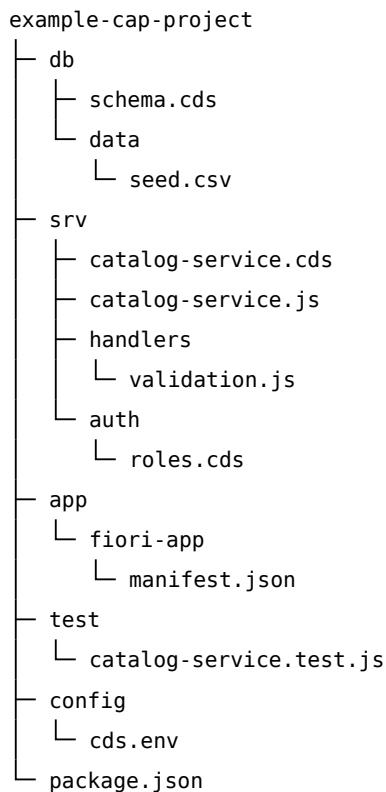 example-cap-project
├─ db
│  ├─ schema.cds
│  └─ data
│     └─ seed.csv
├─ srv
│  ├─ catalog-service.cds
│  ├─ catalog-service.js
│  ├─ handlers
│  │  └─ validation.js
│  └─ auth
│     └─ roles.cds
├─ app
│  └─ fiori-app
│     └─ manifest.json
├─ test
│  └─ catalog-service.test.js
├─ config
│  └─ cds.env
└─ package.json